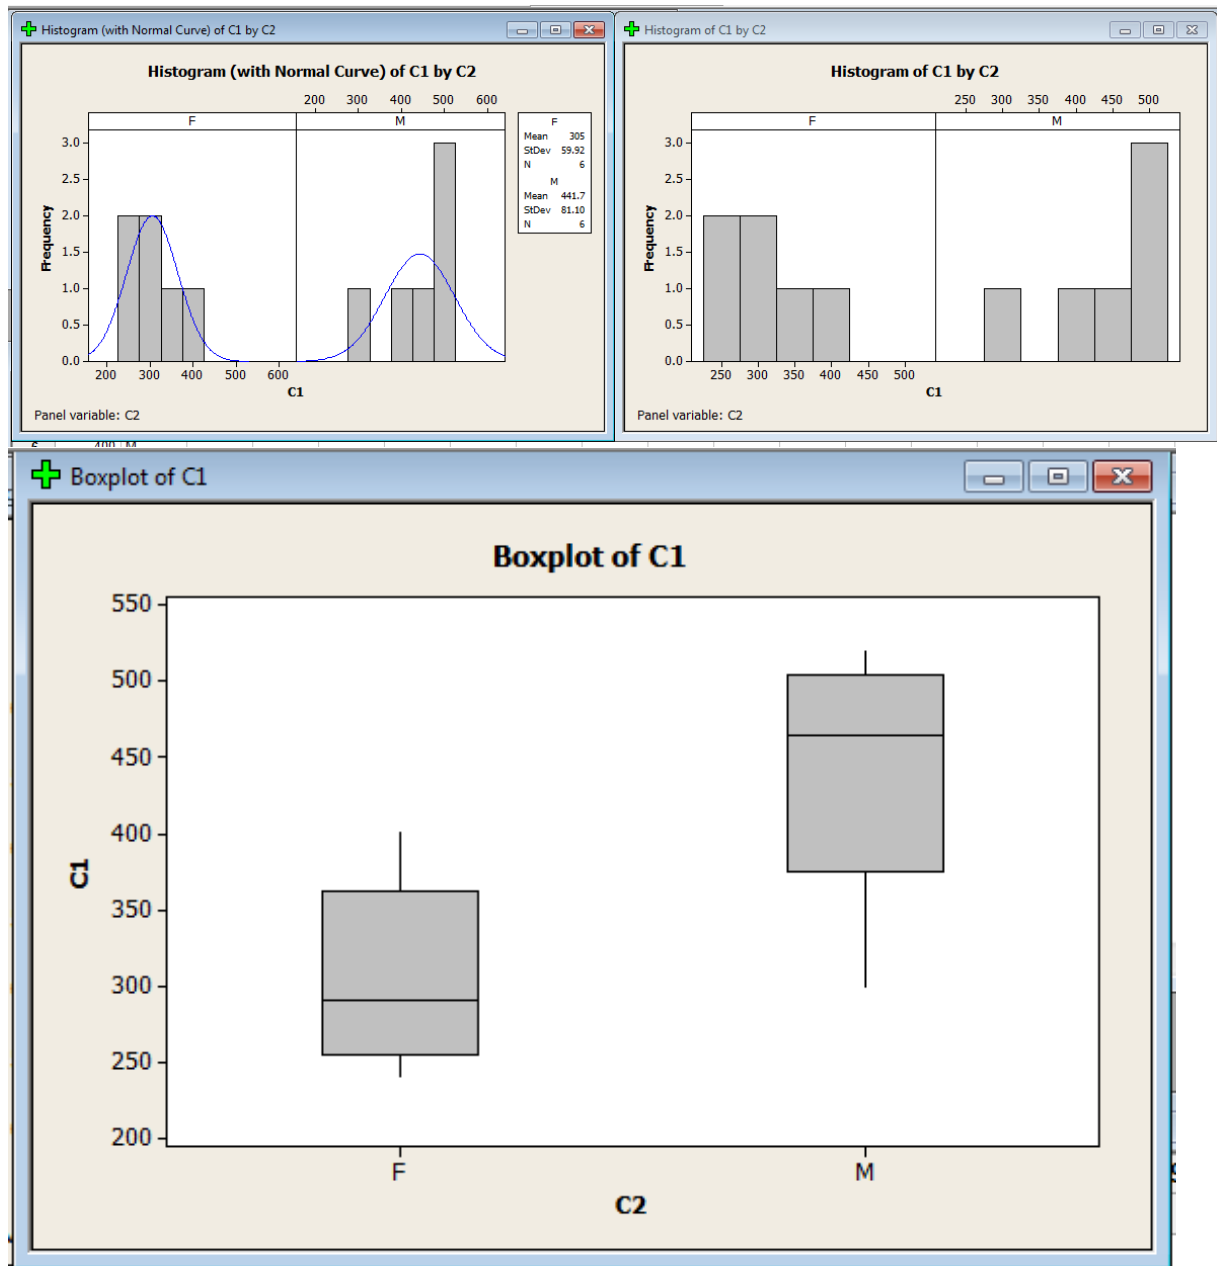 Histogram (with Normal Curve) of C1 by C2
Histogram (with Normal Curve) of C1 by C2
200 300 400 500 600
F M
3.0
2.5
2.0
1.5
1.0
0.5
0.0
Frequency
200 300 400 500 600
C1
Panel variable: C2
F
Mean 305
StDev 59.92
N 6
M
Mean 441.7
StDev 81.10
N 6
Histogram of C1 by C2
Histogram of C1 by C2
250 300 350 400 450 500
F M
3.0
2.5
2.0
1.5
1.0
0.5
0.0
Frequency
250 300 350 400 450 500
C1
Panel variable: C2
Boxplot of C1
Boxplot of C1
550
500
450
400
350
300
250
200
C1
F M
C2